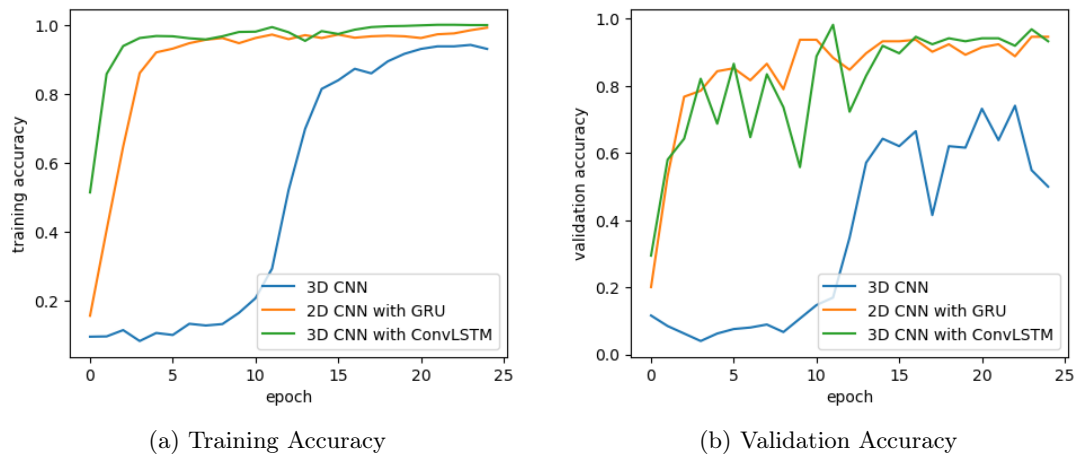 1.0
0.8
0.6
0.4
0.2
training accuracy
3D CNN
2D CNN with GRU
3D CNN with ConvLSTM
0 5 10 15 20 25
epoch
(a) Training Accuracy
1.0
0.8
0.6
0.4
0.2
0.0
validation accuracy
3D CNN
2D CNN with GRU
3D CNN with ConvLSTM
0 5 10 15 20 25
epoch
(b) Validation Accuracy